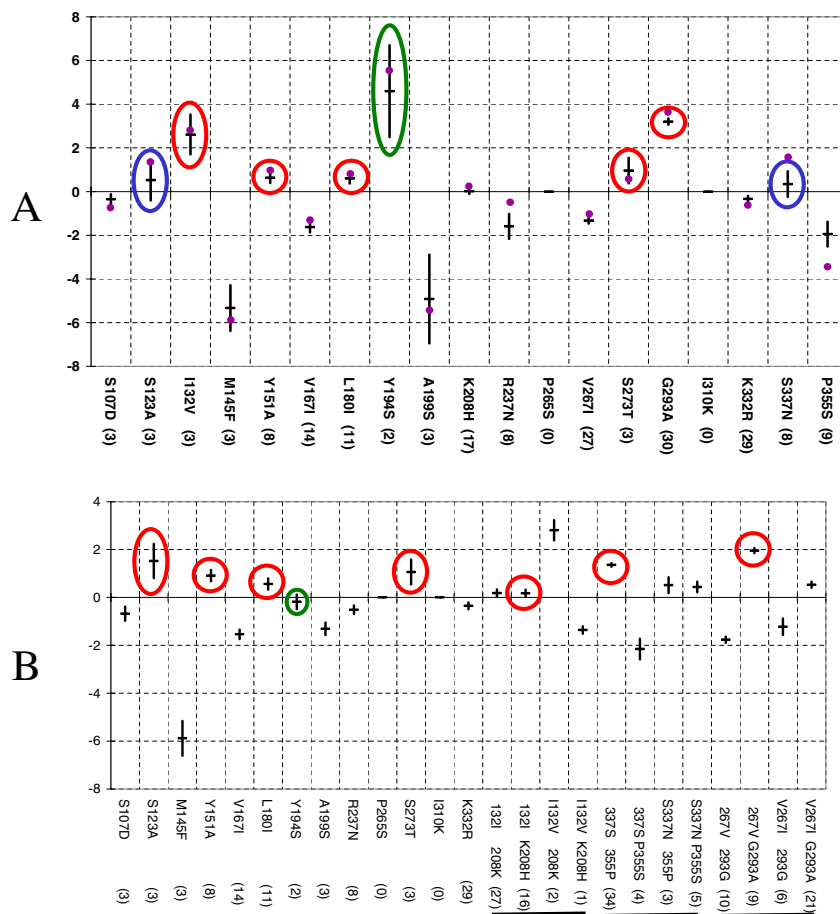 A
8
6
4
2
0
-2
-4
-6
-8
S107D (3)
S123A (3)
I132V (3)
M145F (3)
Y151A (8)
V167I (14)
L180I (11)
Y194S (2)
A199S (3)
K208H (17)
R237N (8)
P265S (0)
V267I (27)
S273T (3)
G293A (30)
I310K (0)
K332R (29)
S337N (8)
P355S (9)
B
4
2
0
-2
-4
-6
-8
S107D (3)
S123A (3)
M145F (3)
Y151A (8)
V167I (14)
L180I (11)
Y194S (2)
A199S (3)
R237N (8)
P265S (0)
S273T (3)
I310K (0)
K332R (29)
132I 208K (27)
132I K208H (16)
I132V 208K (2)
I132V K208H (1)
337S 355P (34)
337S P355S (4)
S337N 355P (3)
S337N P355S (5)
267V 293G (10)
267V G293A (9)
V267I 293G (6)
V267I G293A (21)